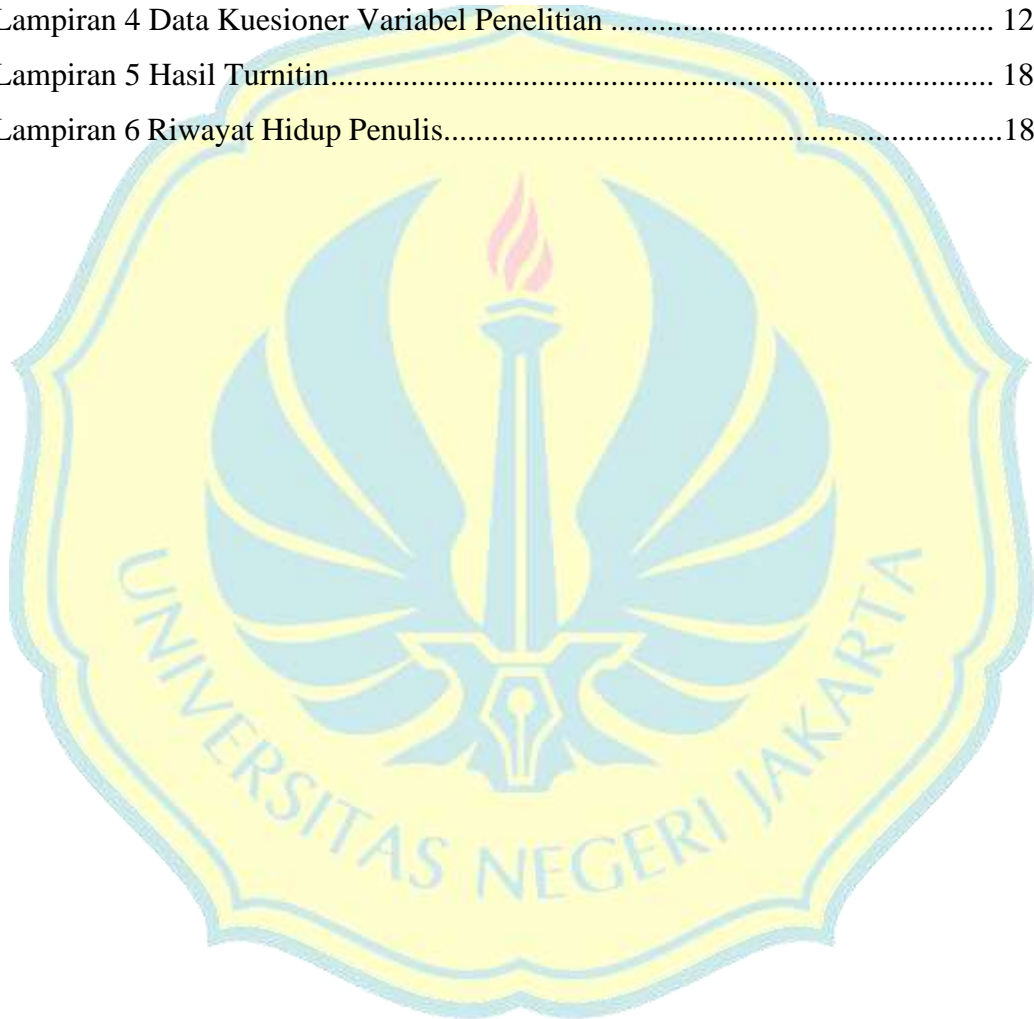 Lampiran 4 Data Kuesioner Variabel Penelitian ................................................ 12
Lampiran 5 Hasil Turnitin................................................................................... 18
Lampiran 6 Riwayat Hidup Penulis.....................................................................18
UNIVERSITAS NEGERI JAKARTA